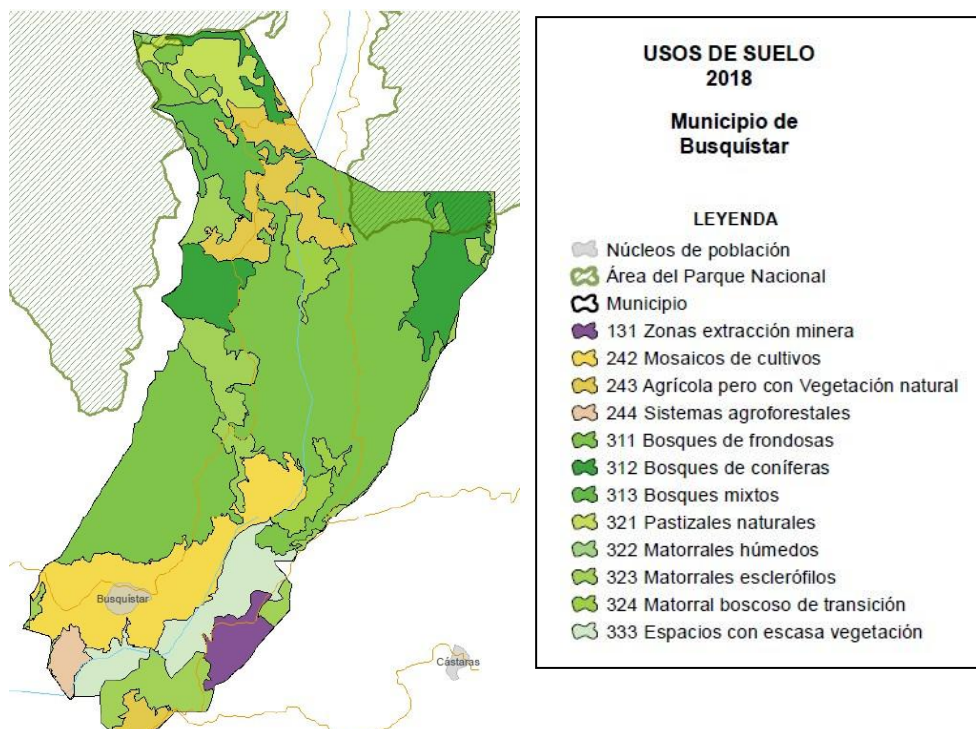 USOS DE SUELO
2018
Municipio de
Busquístar
LEYENDA
Núcleos de población
Área del Parque Nacional
Municipio
131 Zonas extracción minera
242 Mosaicos de cultivos
243 Agrícola pero con Vegetación natural
244 Sistemas agroforestales
311 Bosques de frondosas
312 Bosques de coníferas
313 Bosques mixtos
321 Pastizales naturales
322 Matorrales húmedos
323 Matorrales esclerófilos
324 Matorral boscoso de transición
333 Espacios con escasa vegetación
Busquístar
Cástaras